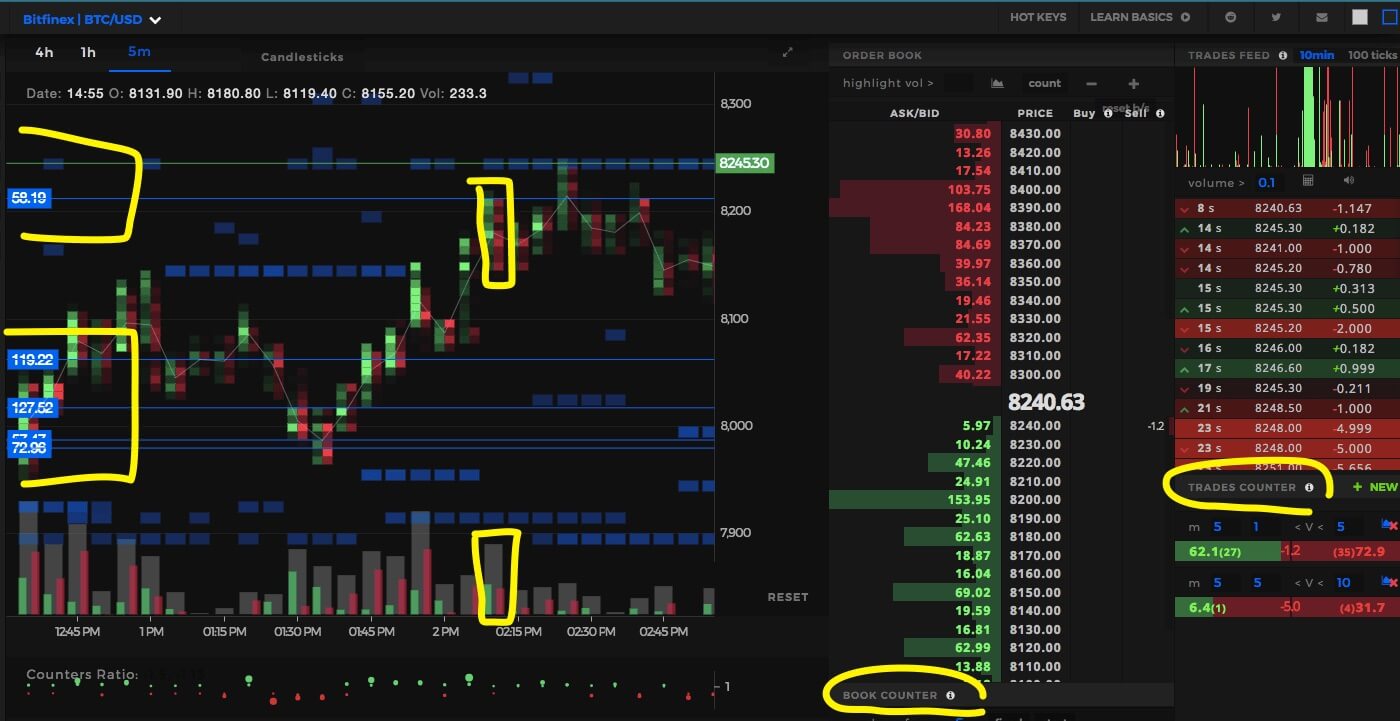 Bitfinex | BTC/USD
HOT KEYS
LEARN BASICS
4h 1h 5m
Candlesticks
Date: 14:55 O: 8131.90 H: 8180.80 L: 8119.40 C: 8155.20 Vol: 233.3
8,300
8245.30
58.19
8,200
8,100
119.22
127.52
8,000
72.96
7,900
12:45 PM 1 PM 01:15 PM 01:30 PM 01:45 PM 2 PM 02:15 PM 02:30 PM 02:45 PM
RESET
Counters Ratio:
1
ORDER BOOK
highlight vol > count − +
reset b/s
ASK/BID PRICE Buy Sell
30.80 8430.00
13.26 8420.00
17.54 8410.00
103.75 8400.00
168.04 8390.00
84.23 8380.00
84.69 8370.00
39.97 8360.00
36.14 8350.00
19.46 8340.00
21.55 8330.00
62.35 8320.00
17.22 8310.00
40.22 8300.00
8240.63
5.97 8240.00 -1.2
10.24 8230.00
47.46 8220.00
24.91 8210.00
153.95 8200.00
25.10 8190.00
62.63 8180.00
18.87 8170.00
16.04 8160.00
69.02 8150.00
19.59 8140.00
16.81 8130.00
62.99 8120.00
13.88 8110.00
BOOK COUNTER
TRADES FEED 10min 100 ticks
volume > 0.1
8 s 8240.63 -1.147
14 s 8245.30 +0.182
14 s 8241.00 -1.000
14 s 8245.20 -0.780
15 s 8245.30 +0.313
15 s 8245.30 +0.500
15 s 8245.20 -2.000
16 s 8246.00 +0.182
17 s 8246.60 +0.999
19 s 8245.30 -0.211
21 s 8248.50 -1.000
23 s 8248.00 -4.999
23 s 8248.00 -5.000
8251.00 -5.656
TRADES COUNTER + NEW
m 5 1 < V < 5
62.1(27) -1.2 (35)72.9
m 5 5 < V < 10
6.4(1) -5.0 (4)31.7